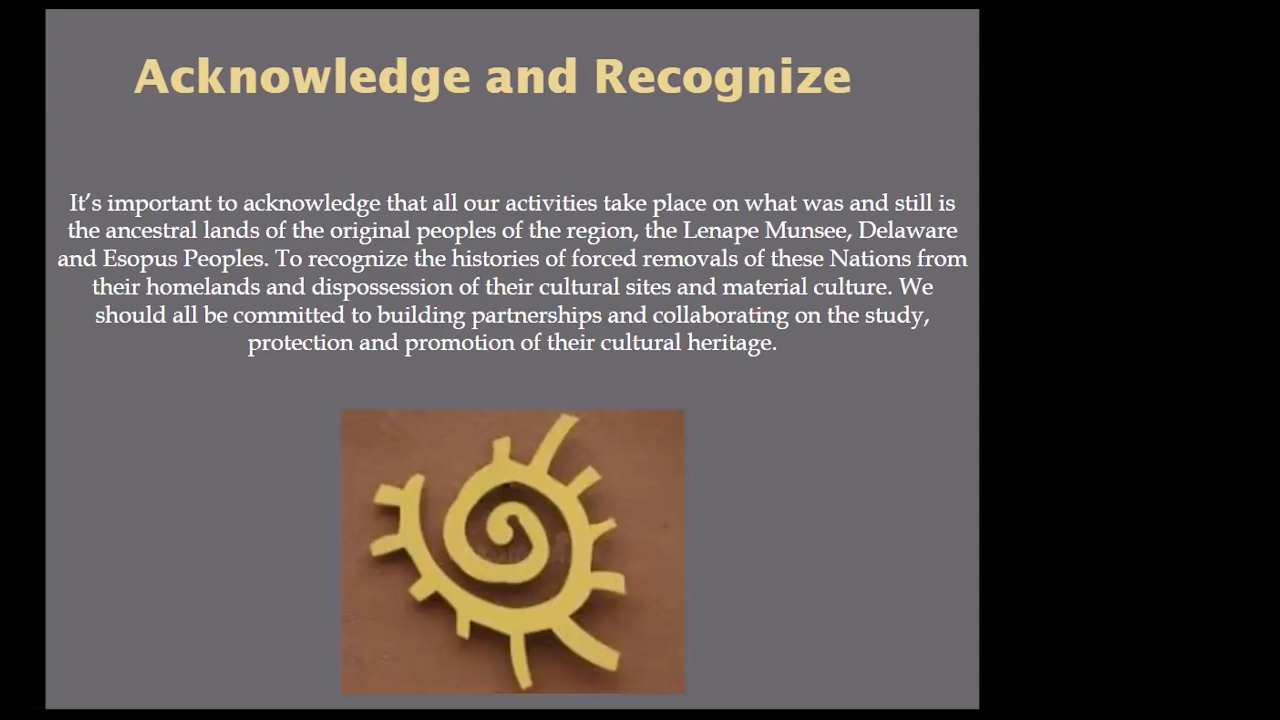 Acknowledge and Recognize
It’s important to acknowledge that all our activities take place on what was and still is
the ancestral lands of the original peoples of the region, the Lenape Munsee, Delaware
and Esopus Peoples. To recognize the histories of forced removals of these Nations from
their homelands and dispossession of their cultural sites and material culture. We
should all be committed to building partnerships and collaborating on the study,
protection and promotion of their cultural heritage.